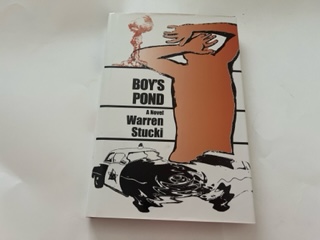 BOY'S
POND
A Novel
Warren
Stucki